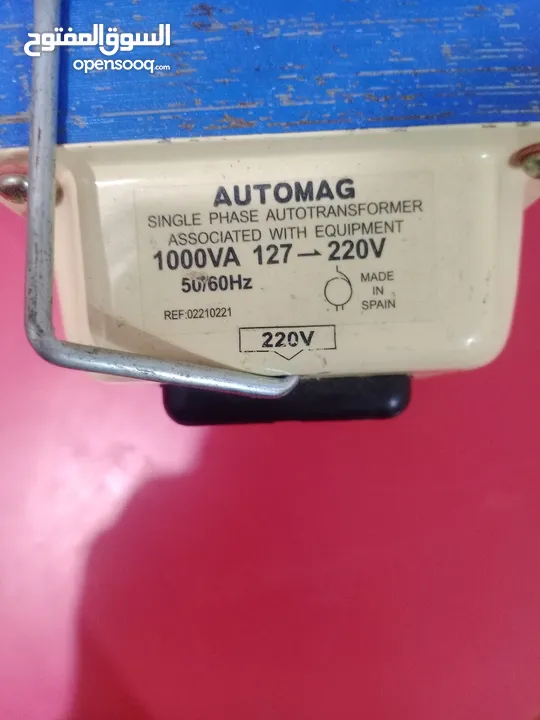 السوق المفتوح
opensooq.com
AUTOMAG
SINGLE PHASE AUTOTRANSFORMER
ASSOCIATED WITH EQUIPMENT
1000VA 127→220V
50/60Hz
MADE
IN
SPAIN
REF:02210221
220V